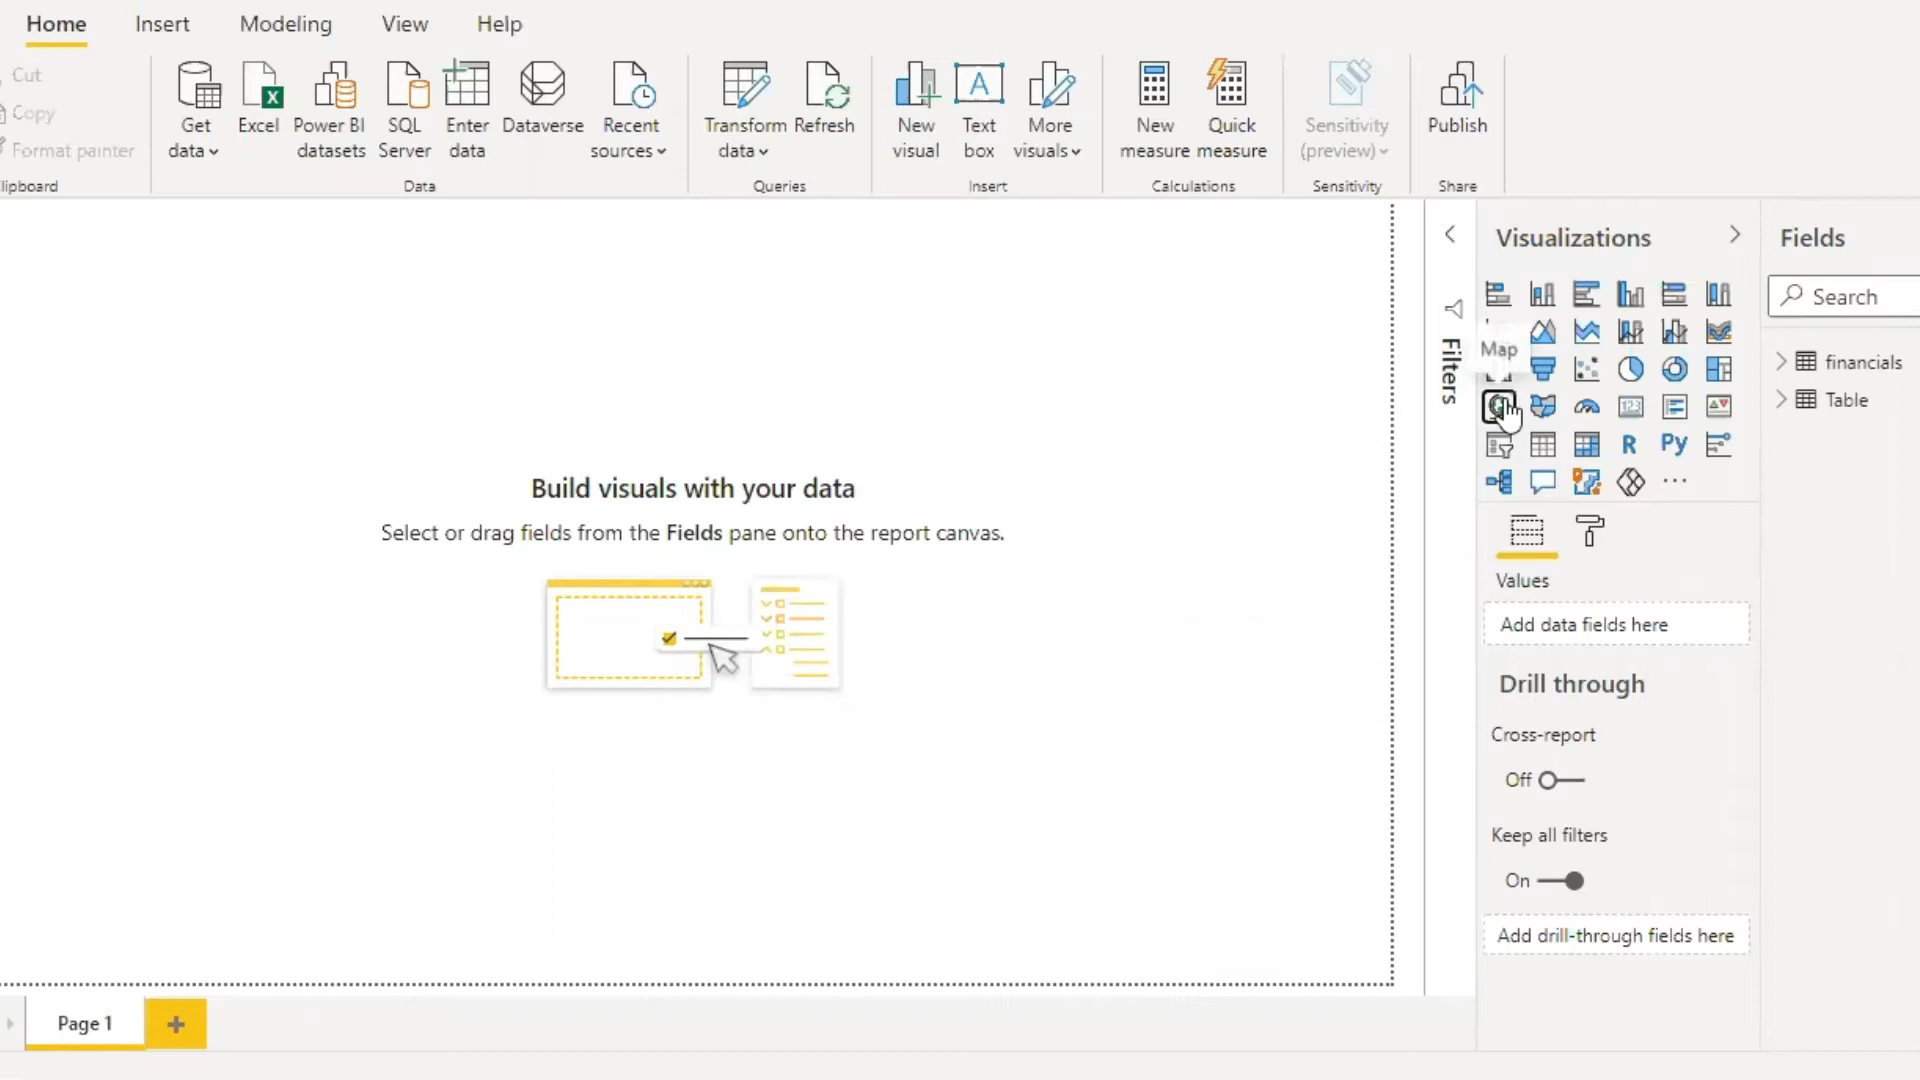 Home Insert Modeling View Help
Cut
Copy
Format painter
lipboard
Get data
Excel
Power BI datasets
SQL Server
Enter data
Dataverse
Recent sources
Data
Transform data
Refresh
Queries
New visual
A
Text box
More visuals
Insert
New measure
Quick measure
Calculations
Sensitivity (preview)
Sensitivity
Publish
Share
Build visuals with your data
Select or drag fields from the Fields pane onto the report canvas.
Filters
Visualizations
Map
123
R Py
Values
Add data fields here
Drill through
Cross-report
Off
Keep all filters
On
Add drill-through fields here
Fields
Search
financials
Table
Page 1